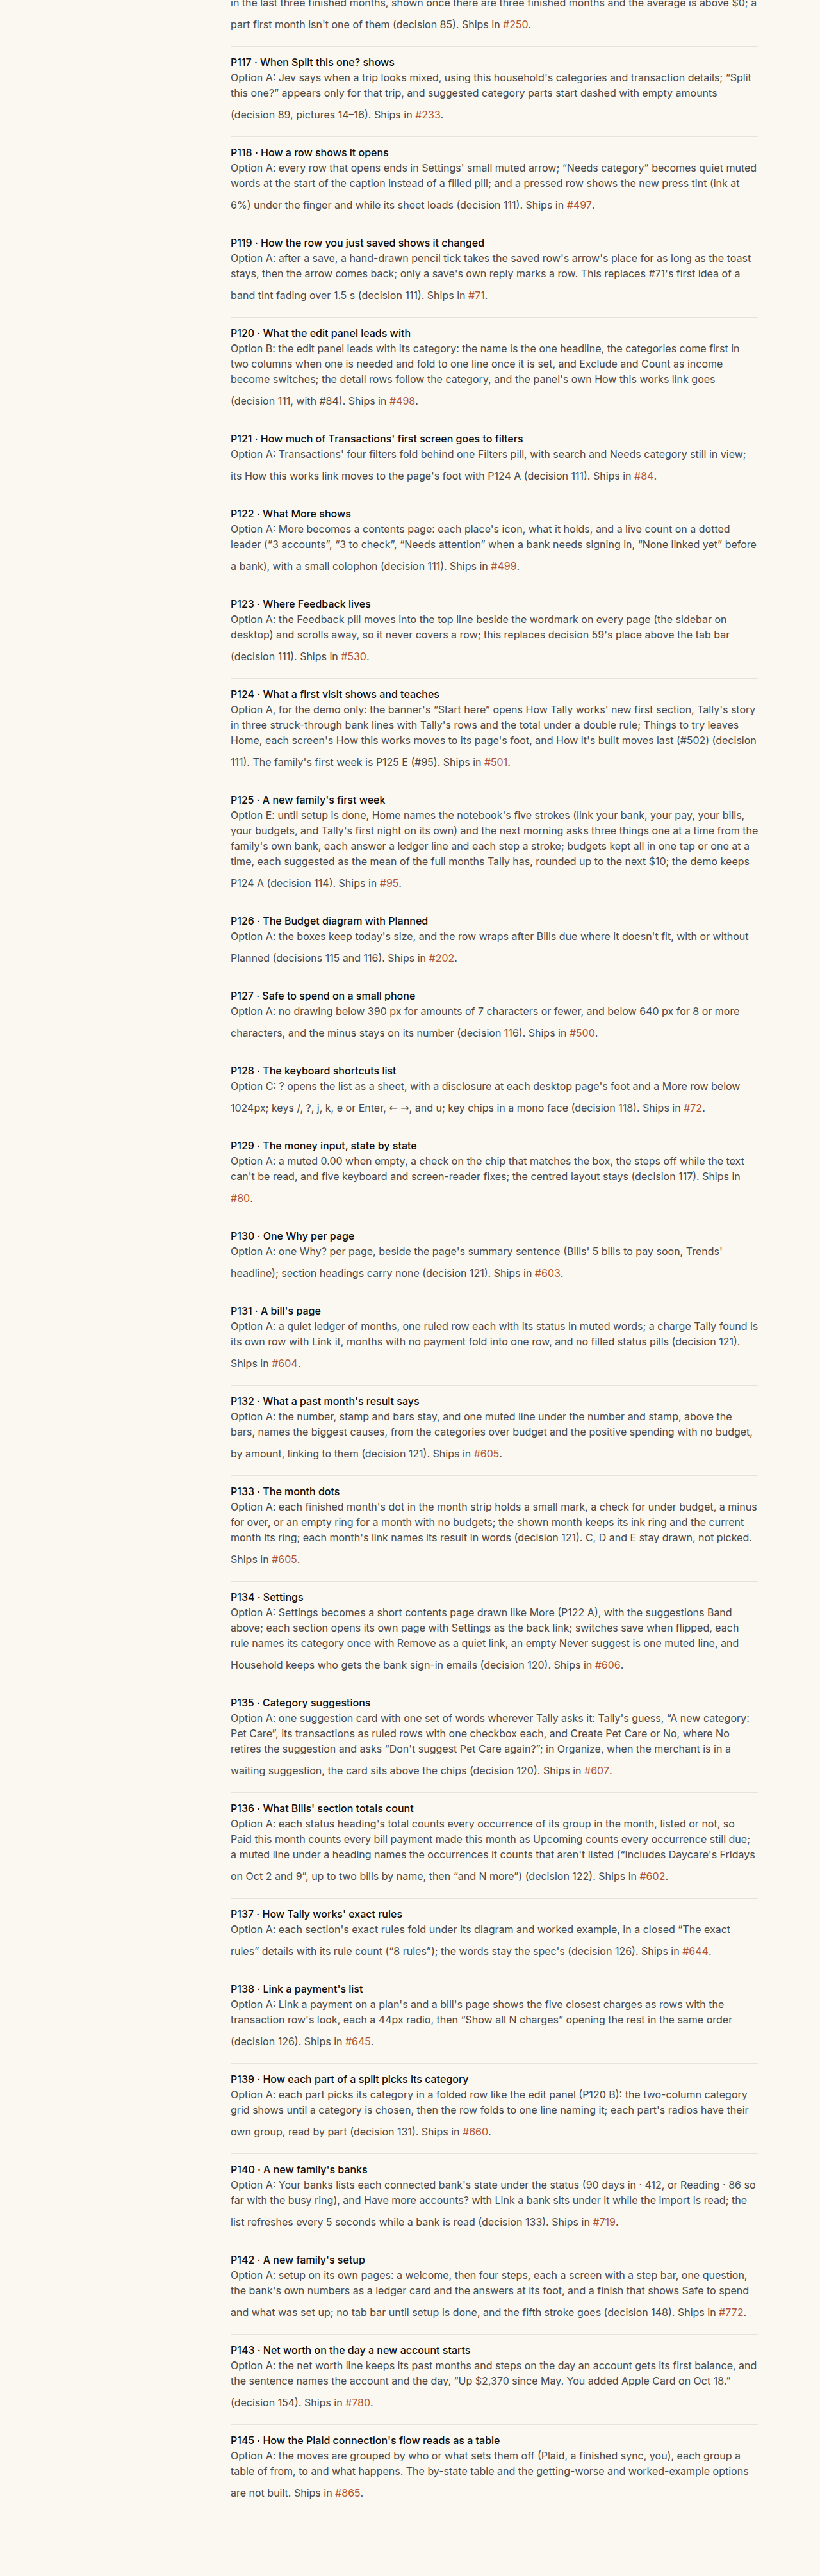 in the last three finished months, shown once there are three finished months and the average is above $0; a
part first month isn't one of them (decision 85). Ships in #250.
P117 · When Split this one? shows
Option A: Jev says when a trip looks mixed, using this household's categories and transaction details; “Split
this one?” appears only for that trip, and suggested category parts start dashed with empty amounts
(decision 89, pictures 14–16). Ships in #233.
P118 · How a row shows it opens
Option A: every row that opens ends in Settings' small muted arrow; “Needs category” becomes quiet muted
words at the start of the caption instead of a filled pill; and a pressed row shows the new press tint (ink at
6%) under the finger and while its sheet loads (decision 111). Ships in #497.
P119 · How the row you just saved shows it changed
Option A: after a save, a hand-drawn pencil tick takes the saved row's arrow's place for as long as the toast
stays, then the arrow comes back; only a save's own reply marks a row. This replaces #71's first idea of a
band tint fading over 1.5 s (decision 111). Ships in #71.
P120 · What the edit panel leads with
Option B: the edit panel leads with its category: the name is the one headline, the categories come first in
two columns when one is needed and fold to one line once it is set, and Exclude and Count as income
become switches; the detail rows follow the category, and the panel's own How this works link goes
(decision 111, with #84). Ships in #498.
P121 · How much of Transactions' first screen goes to filters
Option A: Transactions' four filters fold behind one Filters pill, with search and Needs category still in view;
its How this works link moves to the page's foot with P124 A (decision 111). Ships in #84.
P122 · What More shows
Option A: More becomes a contents page: each place's icon, what it holds, and a live count on a dotted
leader (“3 accounts”, “3 to check”, “Needs attention” when a bank needs signing in, “None linked yet” before
a bank), with a small colophon (decision 111). Ships in #499.
P123 · Where Feedback lives
Option A: the Feedback pill moves into the top line beside the wordmark on every page (the sidebar on
desktop) and scrolls away, so it never covers a row; this replaces decision 59's place above the tab bar
(decision 111). Ships in #530.
P124 · What a first visit shows and teaches
Option A, for the demo only: the banner's “Start here” opens How Tally works' new first section, Tally's story
in three struck-through bank lines with Tally's rows and the total under a double rule; Things to try leaves
Home, each screen's How this works moves to its page's foot, and How it's built moves last (#502) (decision
111). The family's first week is P125 E (#95). Ships in #501.
P125 · A new family's first week
Option E: until setup is done, Home names the notebook's five strokes (link your bank, your pay, your bills,
your budgets, and Tally's first night on its own) and the next morning asks three things one at a time from the
family's own bank, each answer a ledger line and each step a stroke; budgets kept all in one tap or one at a
time, each suggested as the mean of the full months Tally has, rounded up to the next $10; the demo keeps
P124 A (decision 114). Ships in #95.
P126 · The Budget diagram with Planned
Option A: the boxes keep today's size, and the row wraps after Bills due where it doesn't fit, with or without
Planned (decisions 115 and 116). Ships in #202.
P127 · Safe to spend on a small phone
Option A: no drawing below 390 px for amounts of 7 characters or fewer, and below 640 px for 8 or more
characters, and the minus stays on its number (decision 116). Ships in #500.
P128 · The keyboard shortcuts list
Option C: ? opens the list as a sheet, with a disclosure at each desktop page's foot and a More row below
1024px; keys /, ?, j, k, e or Enter, ← →, and u; key chips in a mono face (decision 118). Ships in #72.
P129 · The money input, state by state
Option A: a muted 0.00 when empty, a check on the chip that matches the box, the steps off while the text
can't be read, and five keyboard and screen-reader fixes; the centred layout stays (decision 117). Ships in
#80.
P130 · One Why per page
Option A: one Why? per page, beside the page's summary sentence (Bills' 5 bills to pay soon, Trends'
headline); section headings carry none (decision 121). Ships in #603.
P131 · A bill's page
Option A: a quiet ledger of months, one ruled row each with its status in muted words; a charge Tally found is
its own row with Link it, months with no payment fold into one row, and no filled status pills (decision 121).
Ships in #604.
P132 · What a past month's result says
Option A: the number, stamp and bars stay, and one muted line under the number and stamp, above the
bars, names the biggest causes, from the categories over budget and the positive spending with no budget,
by amount, linking to them (decision 121). Ships in #605.
P133 · The month dots
Option A: each finished month's dot in the month strip holds a small mark, a check for under budget, a minus
for over, or an empty ring for a month with no budgets; the shown month keeps its ink ring and the current
month its ring; each month's link names its result in words (decision 121). C, D and E stay drawn, not picked.
Ships in #605.
P134 · Settings
Option A: Settings becomes a short contents page drawn like More (P122 A), with the suggestions Band
above; each section opens its own page with Settings as the back link; switches save when flipped, each
rule names its category once with Remove as a quiet link, an empty Never suggest is one muted line, and
Household keeps who gets the bank sign-in emails (decision 120). Ships in #606.
P135 · Category suggestions
Option A: one suggestion card with one set of words wherever Tally asks it: Tally's guess, “A new category:
Pet Care”, its transactions as ruled rows with one checkbox each, and Create Pet Care or No, where No
retires the suggestion and asks “Don't suggest Pet Care again?”; in Organize, when the merchant is in a
waiting suggestion, the card sits above the chips (decision 120). Ships in #607.
P136 · What Bills' section totals count
Option A: each status heading's total counts every occurrence of its group in the month, listed or not, so
Paid this month counts every bill payment made this month as Upcoming counts every occurrence still due;
a muted line under a heading names the occurrences it counts that aren't listed (“Includes Daycare's Fridays
on Oct 2 and 9”, up to two bills by name, then “and N more”) (decision 122). Ships in #602.
P137 · How Tally works' exact rules
Option A: each section's exact rules fold under its diagram and worked example, in a closed “The exact
rules” details with its rule count (“8 rules”); the words stay the spec's (decision 126). Ships in #644.
P138 · Link a payment's list
Option A: Link a payment on a plan's and a bill's page shows the five closest charges as rows with the
transaction row's look, each a 44px radio, then “Show all N charges” opening the rest in the same order
(decision 126). Ships in #645.
P139 · How each part of a split picks its category
Option A: each part picks its category in a folded row like the edit panel (P120 B): the two-column category
grid shows until a category is chosen, then the row folds to one line naming it; each part's radios have their
own group, read by part (decision 131). Ships in #660.
P140 · A new family's banks
Option A: Your banks lists each connected bank's state under the status (90 days in · 412, or Reading · 86 so
far with the busy ring), and Have more accounts? with Link a bank sits under it while the import is read; the
list refreshes every 5 seconds while a bank is read (decision 133). Ships in #719.
P142 · A new family's setup
Option A: setup on its own pages: a welcome, then four steps, each a screen with a step bar, one question,
the bank's own numbers as a ledger card and the answers at its foot, and a finish that shows Safe to spend
and what was set up; no tab bar until setup is done, and the fifth stroke goes (decision 148). Ships in #772.
P143 · Net worth on the day a new account starts
Option A: the net worth line keeps its past months and steps on the day an account gets its first balance, and
the sentence names the account and the day, “Up $2,370 since May. You added Apple Card on Oct 18.”
(decision 154). Ships in #780.
P145 · How the Plaid connection's flow reads as a table
Option A: the moves are grouped by who or what sets them off (Plaid, a finished sync, you), each group a
table of from, to and what happens. The by-state table and the getting-worse and worked-example options
are not built. Ships in #865.